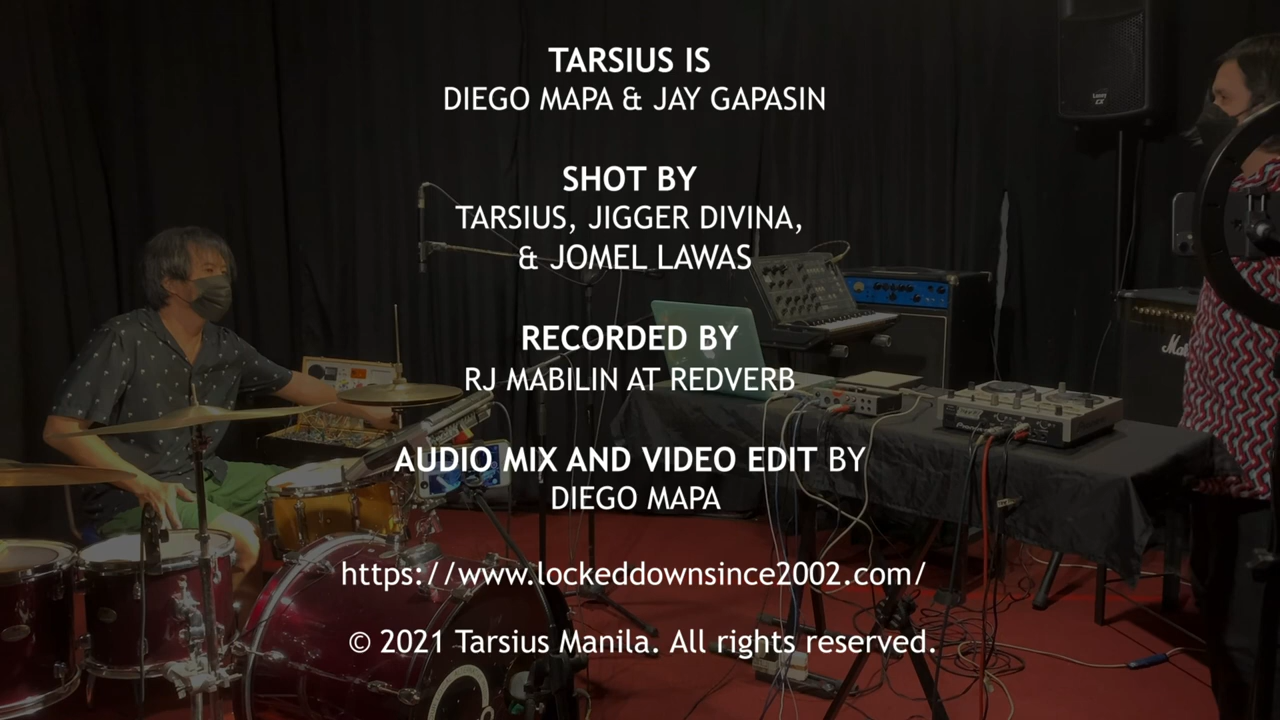 TARSIUS IS
DIEGO MAPA & JAY GAPASIN
SHOT BY
TARSIUS, JIGGER DIVINA,
& JOMEL LAWAS
RECORDED BY
RJ MABILIN AT REDVERB
AUDIO MIX AND VIDEO EDIT BY
DIEGO MAPA
https://www.lockeddownsince2002.com/
© 2021 Tarsius Manila. All rights reserved.